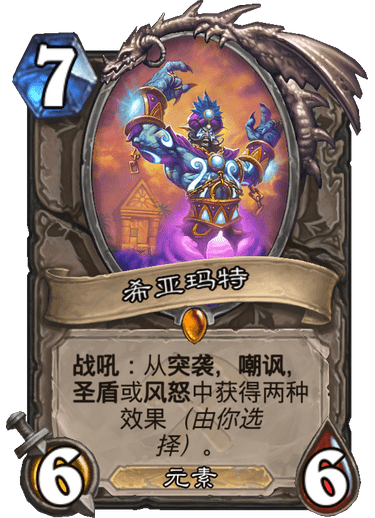 7
希亚玛特
战吼：从突袭，嘲讽，
圣盾或风怒中获得两种
效果（由你选
择）。
6
元素
6